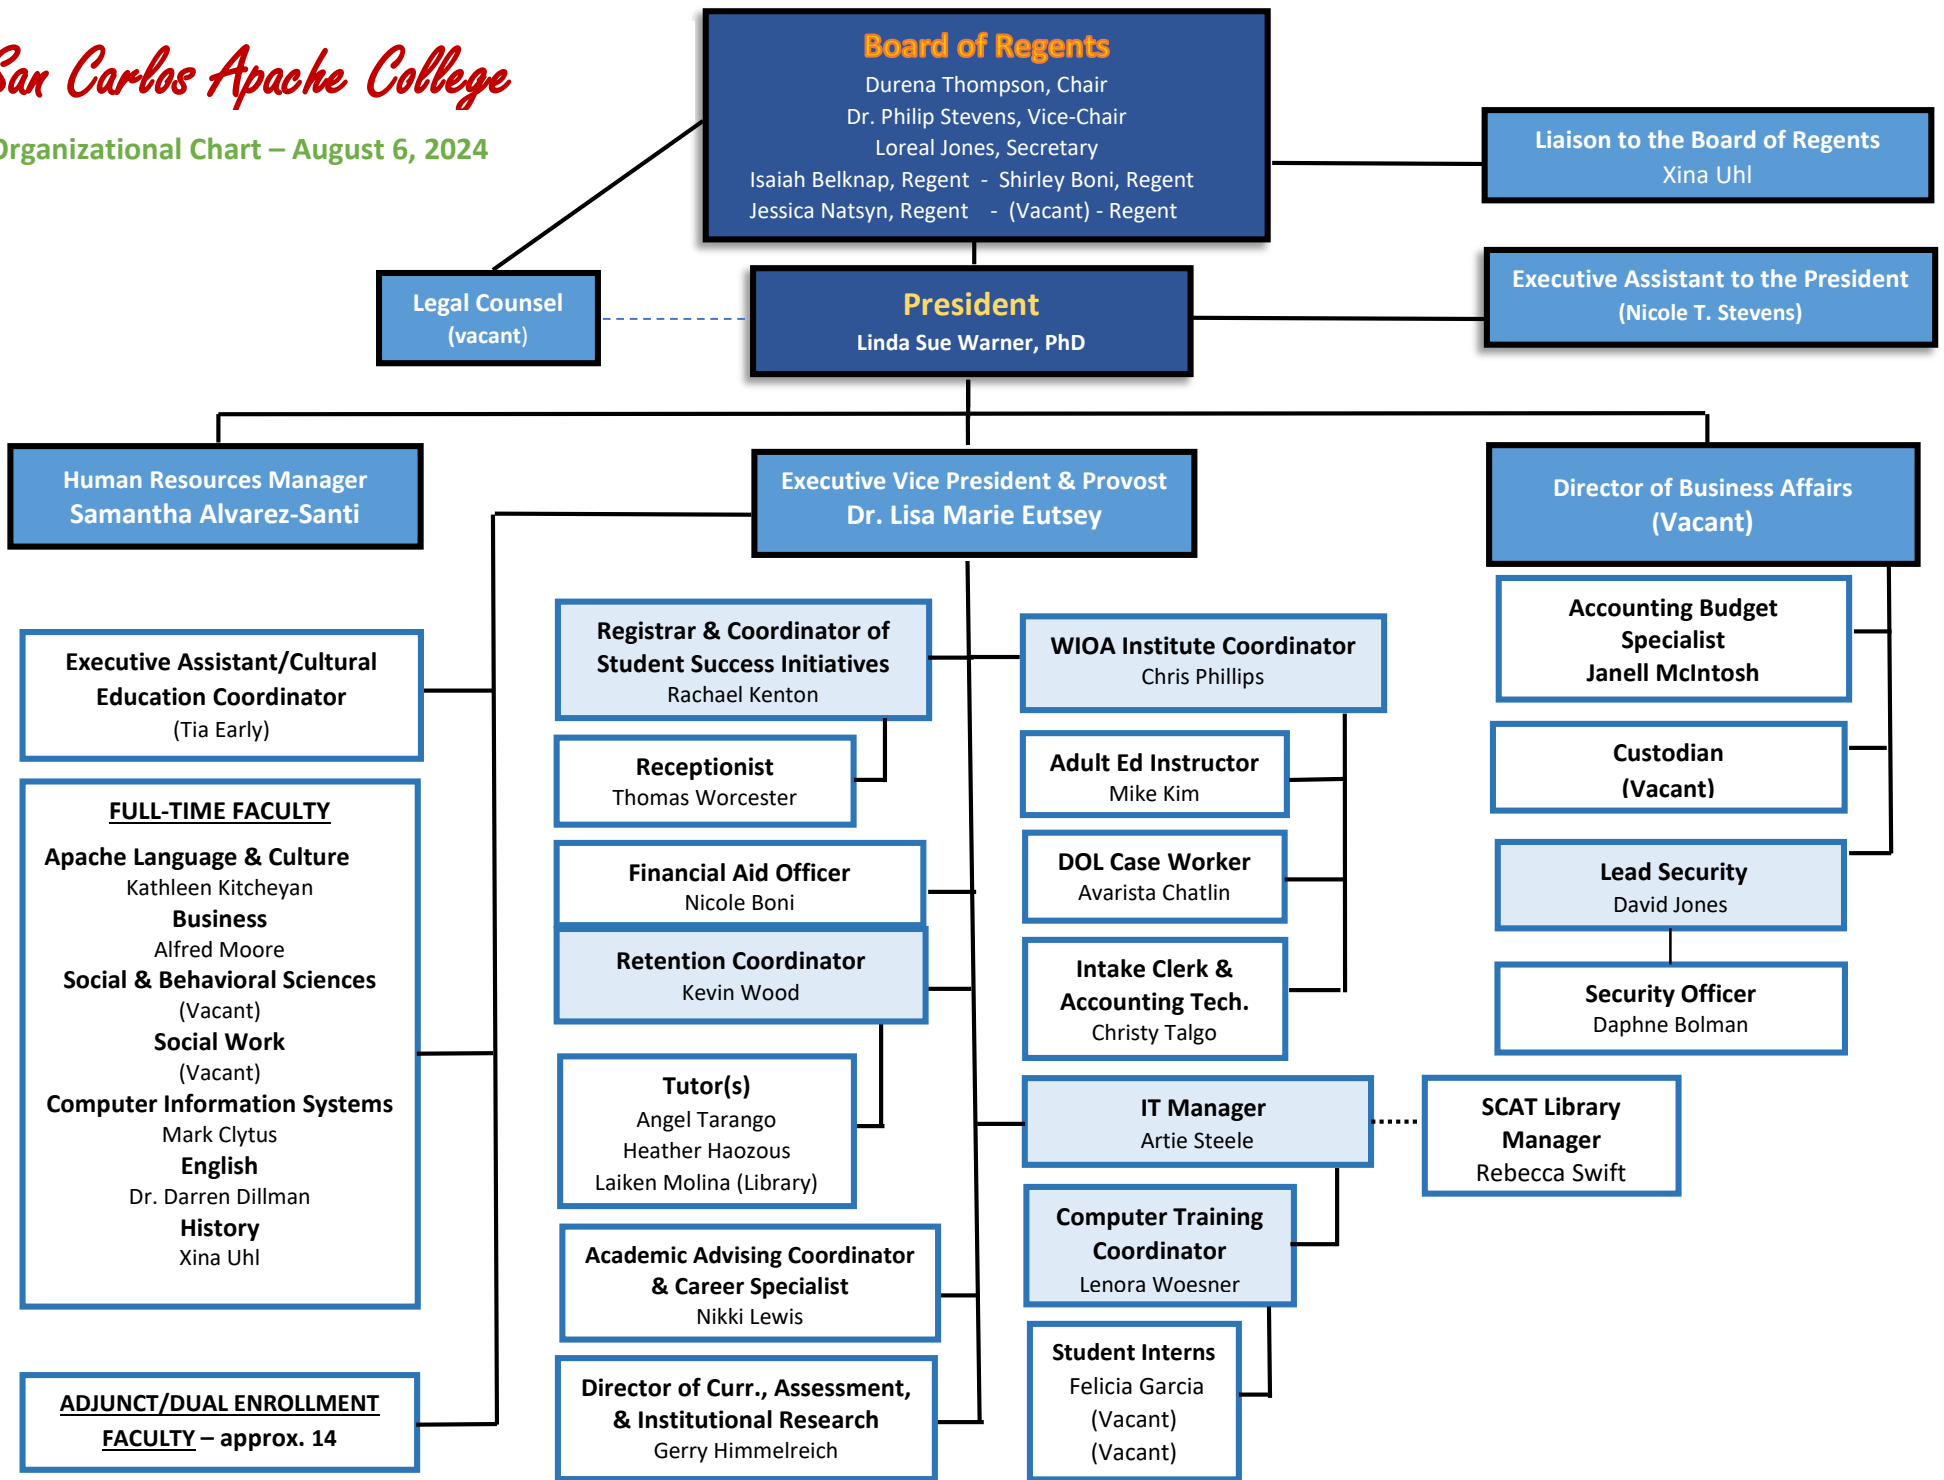 San Carlos Apache College
Organizational Chart – August 6, 2024
Board of Regents
Durena Thompson, Chair
Dr. Philip Stevens, Vice-Chair
Loreal Jones, Secretary
Isaiah Belknap, Regent - Shirley Boni, Regent
Jessica Natsyn, Regent - (Vacant) - Regent
Liaison to the Board of Regents
Xina Uhl
Legal Counsel
(vacant)
President
Linda Sue Warner, PhD
Executive Assistant to the President
(Nicole T. Stevens)
Human Resources Manager
Samantha Alvarez-Santi
Executive Vice President & Provost
Dr. Lisa Marie Eutsey
Director of Business Affairs
(Vacant)
Executive Assistant/Cultural
Education Coordinator
(Tia Early)
FULL-TIME FACULTY
Apache Language & Culture
Kathleen Kitcheyan
Business
Alfred Moore
Social & Behavioral Sciences
(Vacant)
Social Work
(Vacant)
Computer Information Systems
Mark Clytus
English
Dr. Darren Dillman
History
Xina Uhl
ADJUNCT/DUAL ENROLLMENT
FACULTY – approx. 14
Registrar & Coordinator of
Student Success Initiatives
Rachael Kenton
Receptionist
Thomas Worcester
Financial Aid Officer
Nicole Boni
Retention Coordinator
Kevin Wood
Tutor(s)
Angel Tarango
Heather Haozous
Laiken Molina (Library)
Academic Advising Coordinator
& Career Specialist
Nikki Lewis
Director of Curr., Assessment,
& Institutional Research
Gerry Himmelreich
WIOA Institute Coordinator
Chris Phillips
Adult Ed Instructor
Mike Kim
DOL Case Worker
Avarista Chatlin
Intake Clerk &
Accounting Tech.
Christy Talgo
IT Manager
Artie Steele
SCAT Library
Manager
Rebecca Swift
Computer Training
Coordinator
Lenora Woesner
Student Interns
Felicia Garcia
(Vacant)
(Vacant)
Accounting Budget
Specialist
Janell McIntosh
Custodian
(Vacant)
Lead Security
David Jones
Security Officer
Daphne Bolman